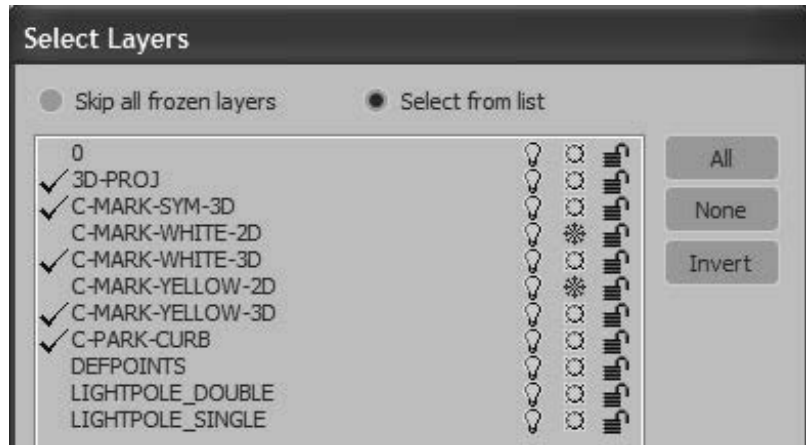 Select Layers
Skip all frozen layers Select from list
0
3D-PROJ
C-MARK-SYM-3D
C-MARK-WHITE-2D
C-MARK-WHITE-3D
C-MARK-YELLOW-2D
C-MARK-YELLOW-3D
C-PARK-CURB
DEFPOINTS
LIGHTPOLE_DOUBLE
LIGHTPOLE_SINGLE
All
None
Invert